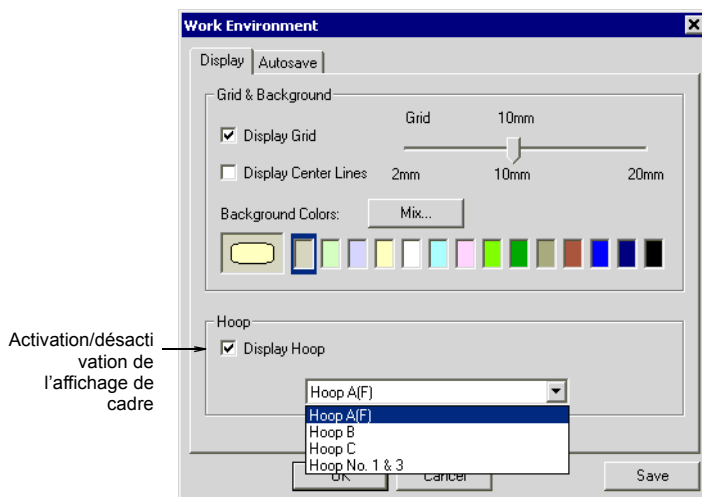 Work Environment
Display
Autosave
Grid & Background
Grid
10mm
Display Grid
Display Center Lines
2mm
10mm
20mm
Background Colors:
Mix...
Activation/désacti
vation de
l'affichage de
cadre
Hoop
Display Hoop
Hoop A(F)
Hoop A(F)
Hoop B
Hoop C
Hoop No. 1 & 3
OK
Cancel
Save